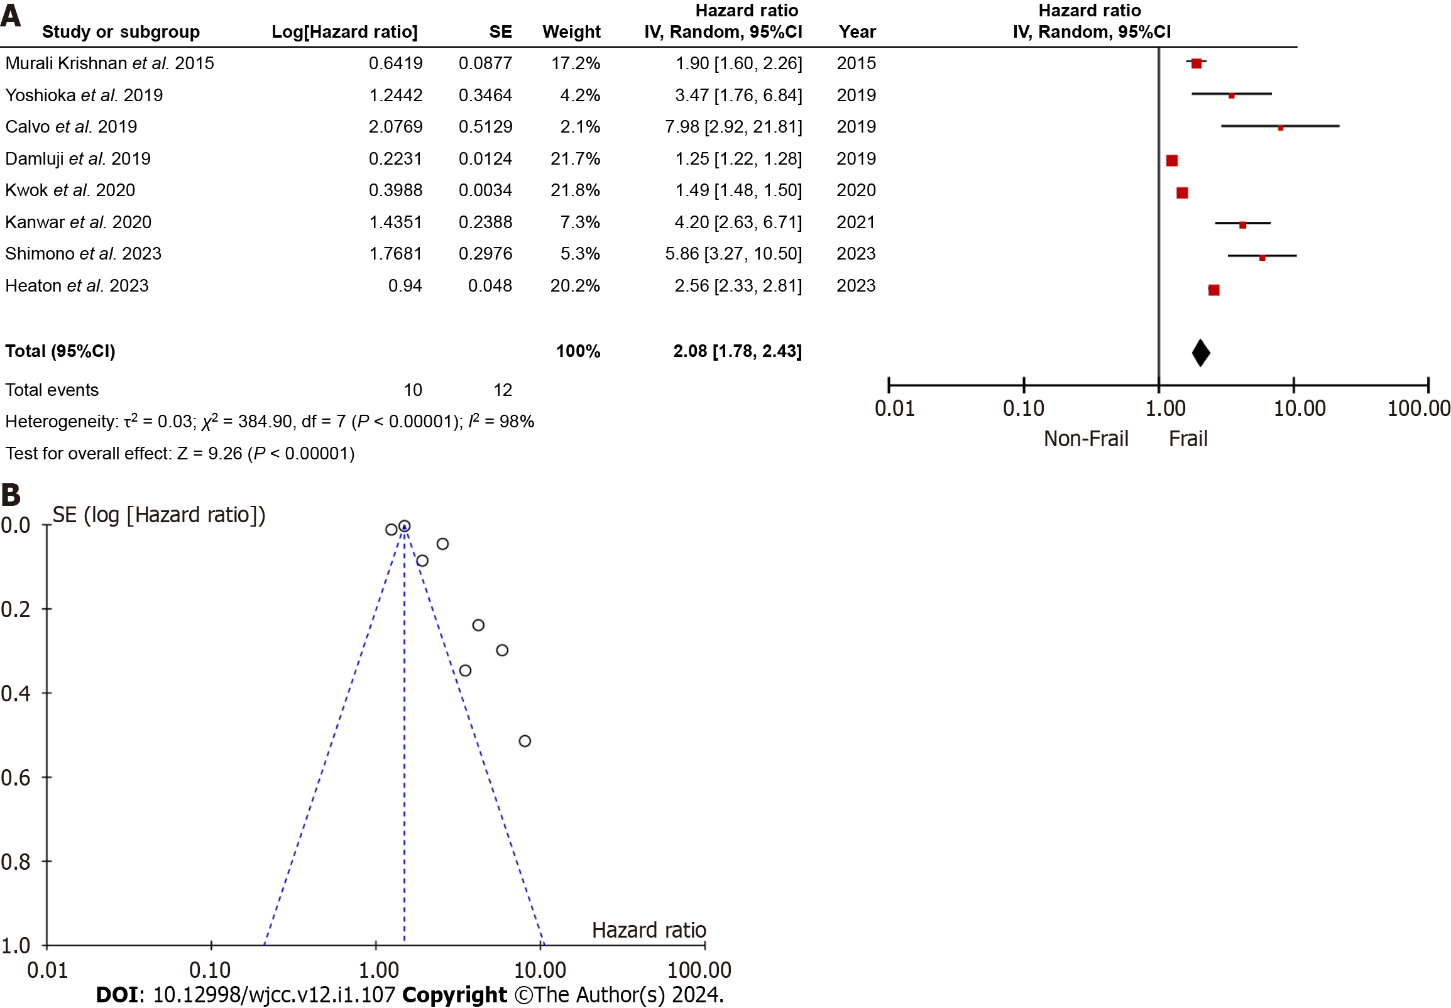 A
Hazard ratio Hazard ratio
Study or subgroup Log[Hazard ratio] SE Weight IV, Random, 95%CI Year IV, Random, 95%CI
Murali Krishnan et al. 2015 0.6419 0.0877 17.2% 1.90 [1.60, 2.26] 2015
Yoshioka et al. 2019 1.2442 0.3464 4.2% 3.47 [1.76, 6.84] 2019
Calvo et al. 2019 2.0769 0.5129 2.1% 7.98 [2.92, 21.81] 2019
Damluji et al. 2019 0.2231 0.0124 21.7% 1.25 [1.22, 1.28] 2019
Kwok et al. 2020 0.3988 0.0034 21.8% 1.49 [1.48, 1.50] 2020
Kanwar et al. 2020 1.4351 0.2388 7.3% 4.20 [2.63, 6.71] 2021
Shimono et al. 2023 1.7681 0.2976 5.3% 5.86 [3.27, 10.50] 2023
Heaton et al. 2023 0.94 0.048 20.2% 2.56 [2.33, 2.81] 2023
Total (95%CI) 100% 2.08 [1.78, 2.43]
Total events 10 12
Heterogeneity: τ² = 0.03; χ² = 384.90, df = 7 (P < 0.00001); I² = 98%
Test for overall effect: Z = 9.26 (P < 0.00001)
0.01 0.10 1.00 10.00 100.00
Non-Frail Frail
B
SE (log [Hazard ratio])
0.0
0.2
0.4
0.6
0.8
1.0
Hazard ratio
0.01 0.10 1.00 10.00 100.00
DOI: 10.12998/wjcc.v12.i1.107 Copyright ©The Author(s) 2024.